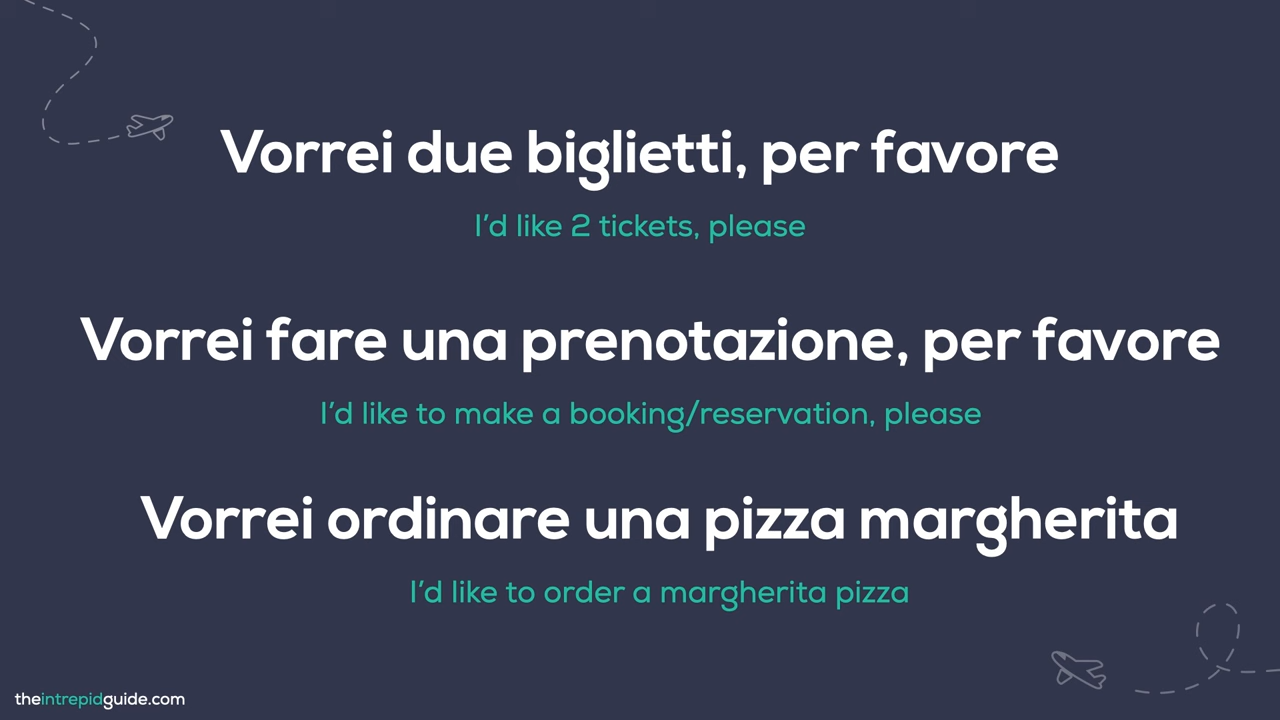 Vorrei due biglietti, per favore
I'd like 2 tickets, please
Vorrei fare una prenotazione, per favore
I'd like to make a booking/reservation, please
Vorrei ordinare una pizza margherita
I'd like to order a margherita pizza
theintrepidguide.com